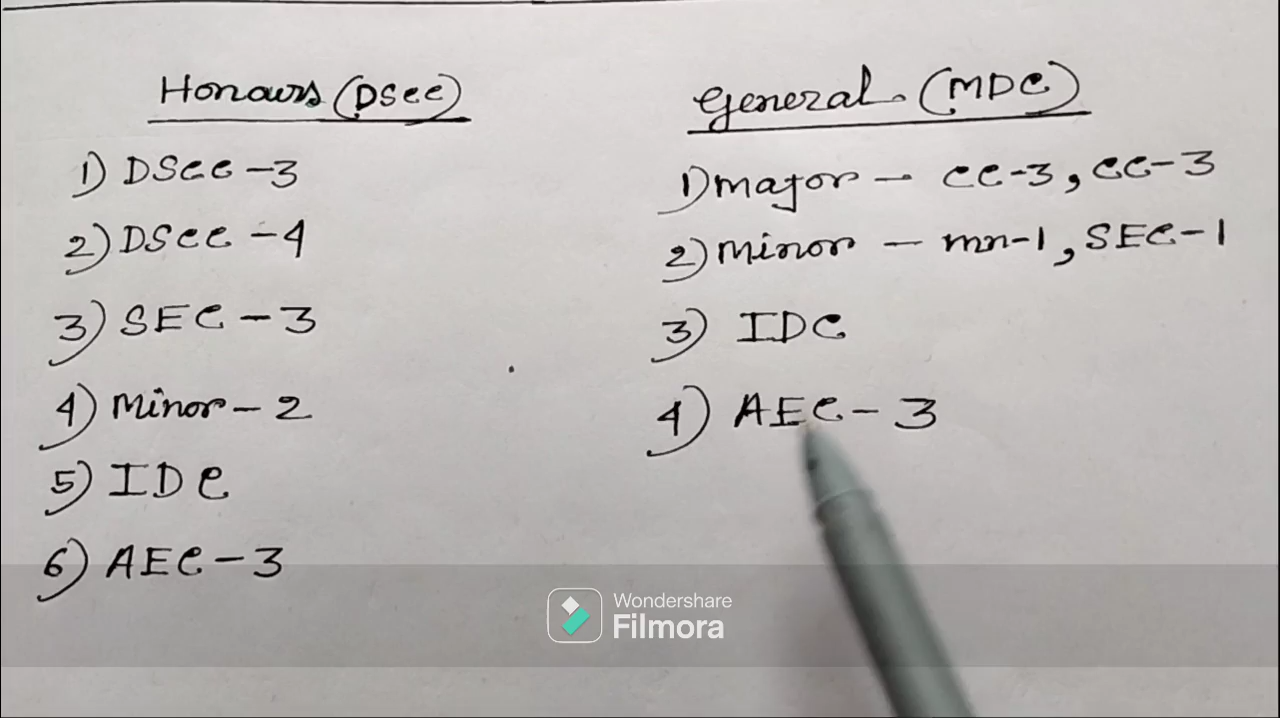 Honours (DSCC)
1) DSCC - 3
2) DSCC - 4
3) SEC - 3
4) Minor - 2
5) IDC
6) AEC - 3
General (MDC)
1) major - CC-3, CC-3
2) minor - mn-1, SEC-1
3) IDC
4) AEC - 3
Wondershare
Filmora